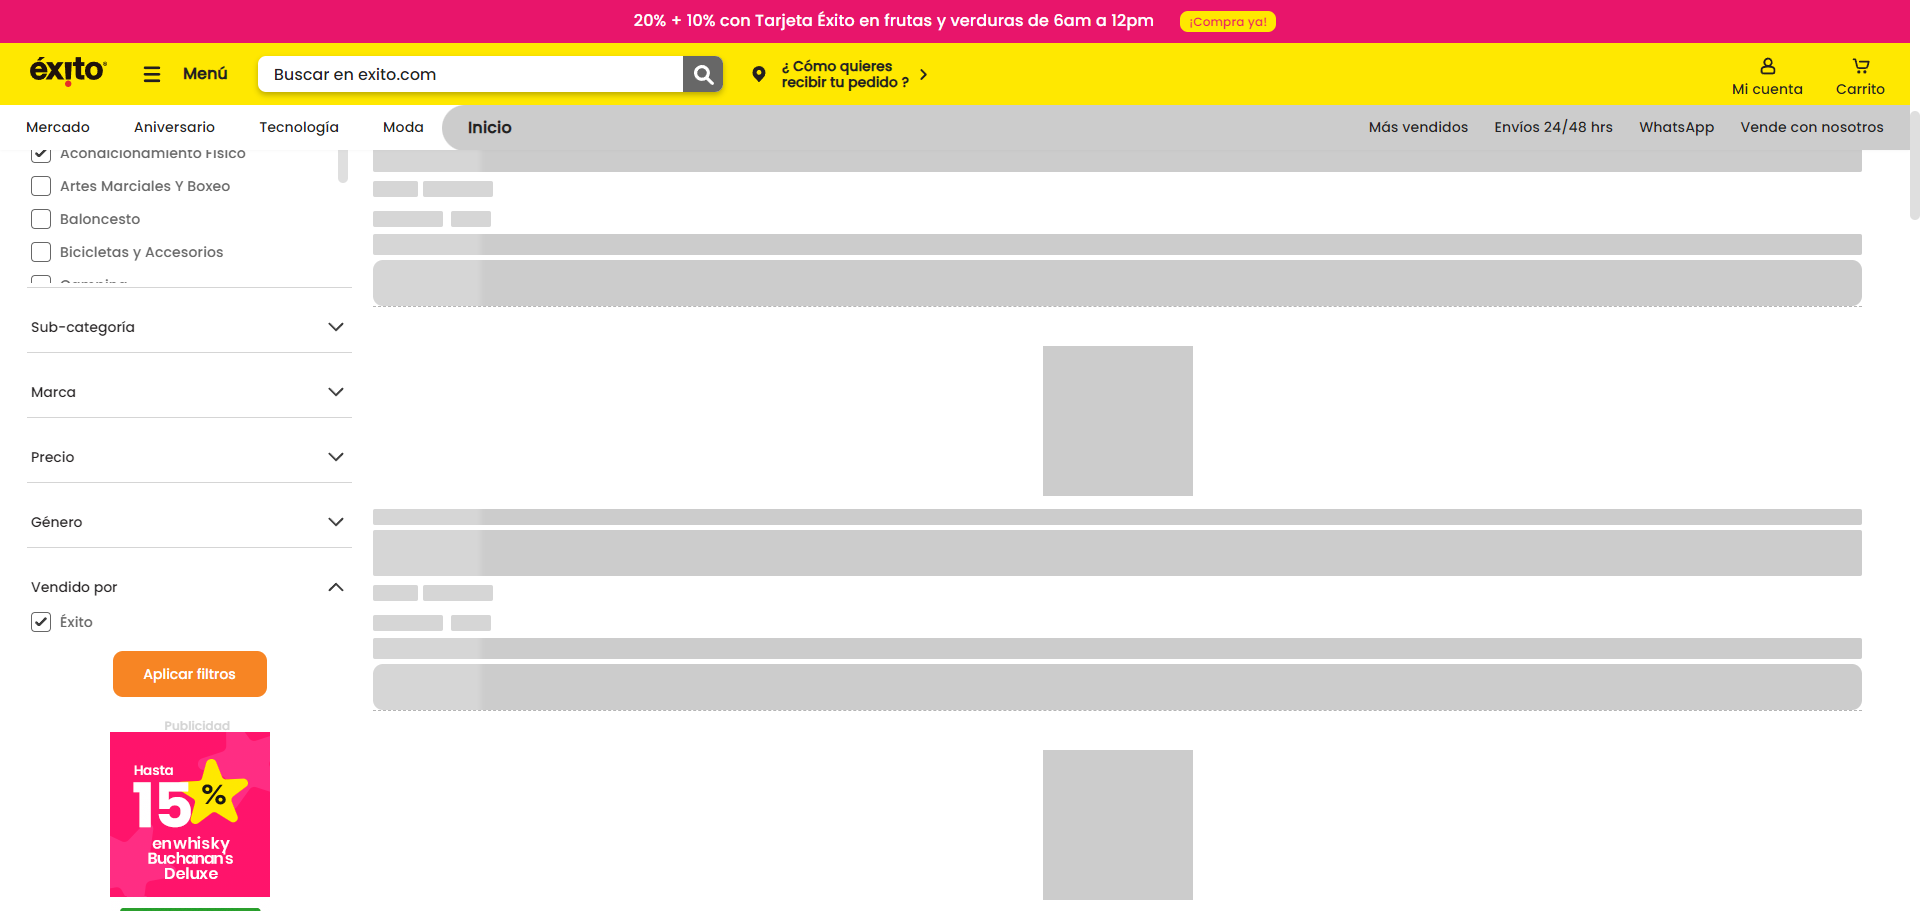 20% + 10% con Tarjeta Éxito en frutas y verduras de 6am a 12pm
¡Compra ya!
éxito
Menú
Buscar en exito.com
¿ Cómo quieres
recibir tu pedido ?
Mi cuenta
Carrito
Mercado
Aniversario
Tecnología
Moda
Inicio
Más vendidos
Envíos 24/48 hrs
WhatsApp
Vende con nosotros
Acondicionamiento Físico
Artes Marciales Y Boxeo
Baloncesto
Bicicletas y Accesorios
Camping
Sub-categoría
Marca
Precio
Género
Vendido por
Éxito
Aplicar filtros
Publicidad
Hasta
15%
en whisky
Buchanan's
Deluxe